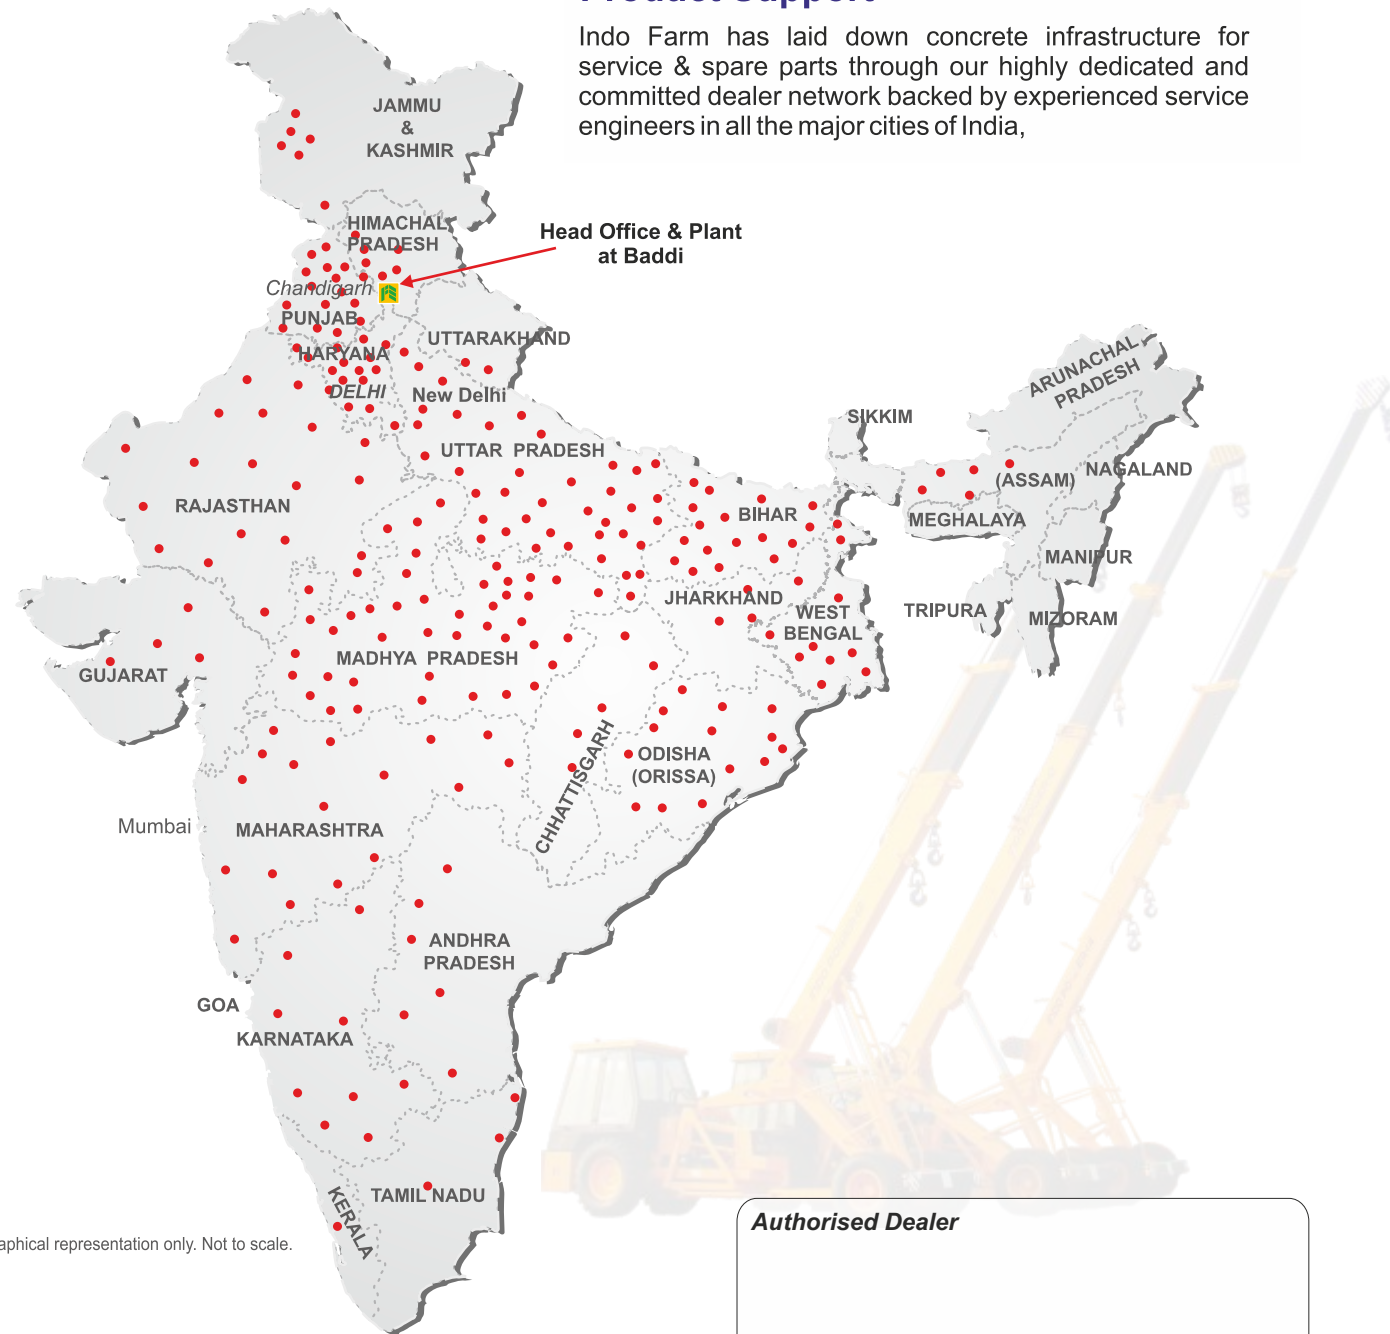 Product Support
Indo Farm has laid down concrete infrastructure for
service & spare parts through our highly dedicated and
committed dealer network backed by experienced service
engineers in all the major cities of India,
JAMMU
&
KASHMIR
HIMACHAL
PRADESH
Head Office & Plant
at Baddi
Chandigarh
PUNJAB
UTTARAKHAND
HARYANA
DELHI
New Delhi
ARUNACHAL
PRADESH
SIKKIM
UTTAR PRADESH
(ASSAM)
NAGALAND
RAJASTHAN
BIHAR
MEGHALAYA
MANIPUR
JHARKHAND
WEST
BENGAL
TRIPURA
MIZORAM
MADHYA PRADESH
GUJARAT
CHHATTISGARH
ODISHA
(ORISSA)
Mumbai
MAHARASHTRA
ANDHRA
PRADESH
GOA
KARNATAKA
KERALA
TAMIL NADU
aphical representation only. Not to scale.
Authorised Dealer